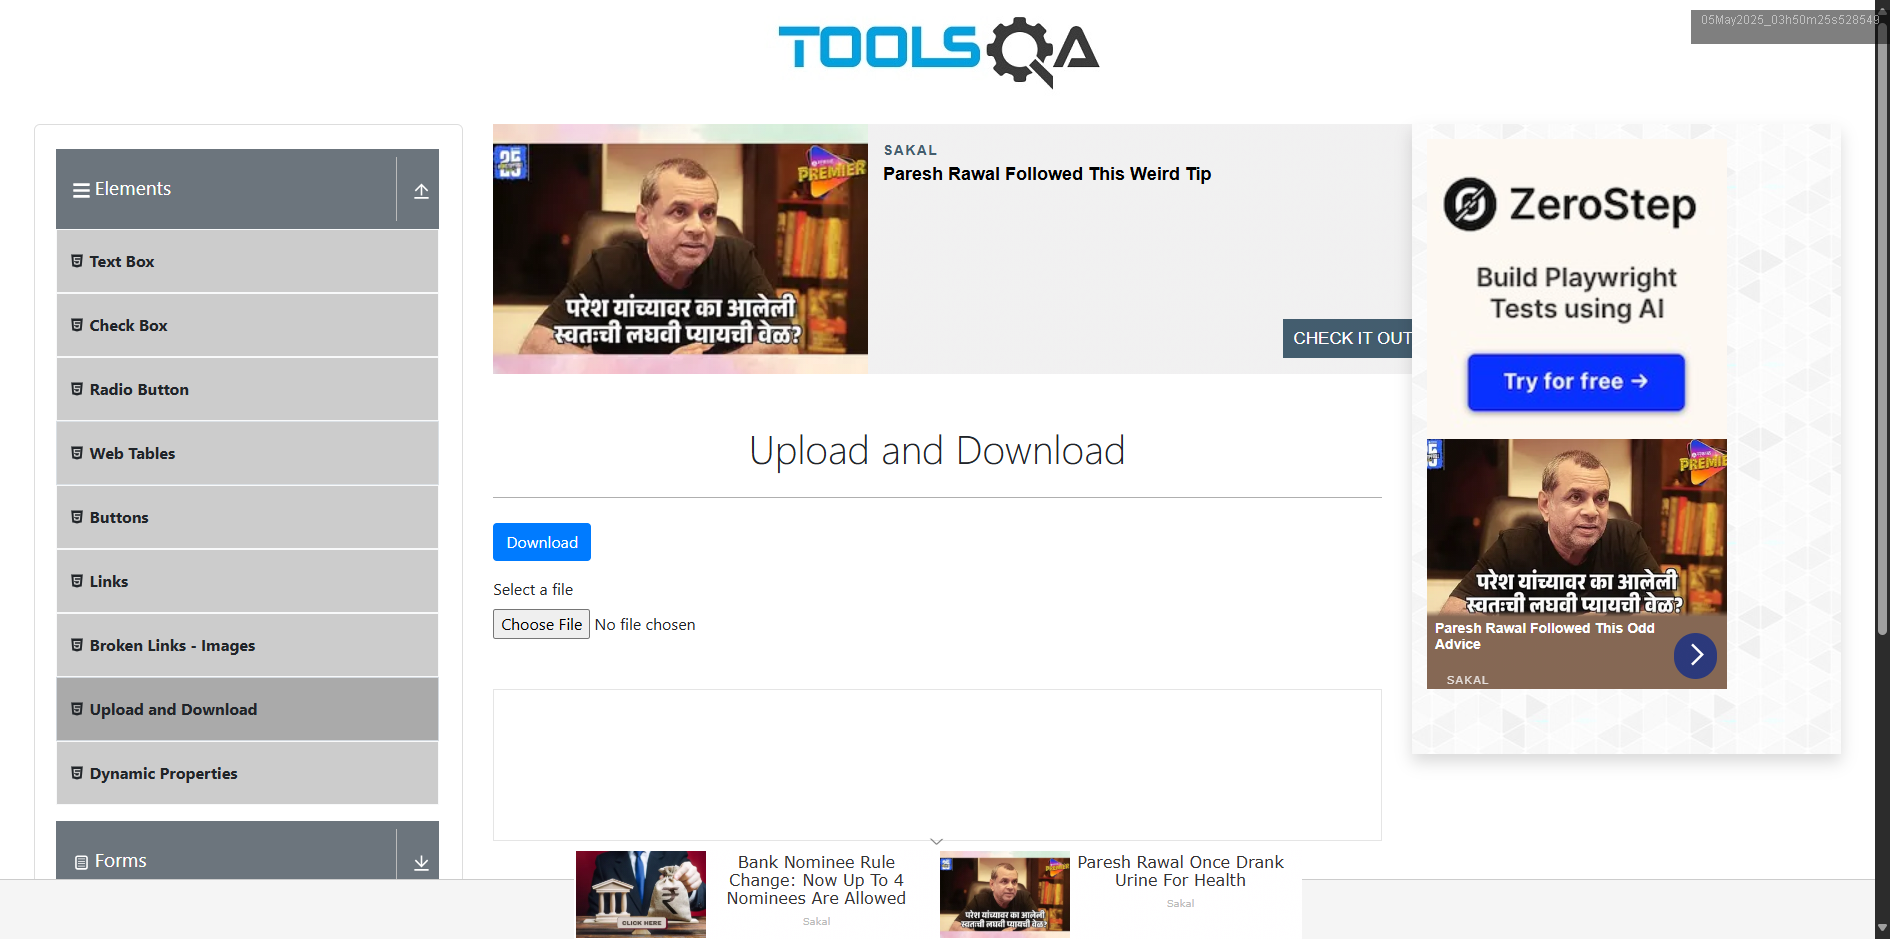 TOOLSQA
05May2025_03h50m25s528549
Elements
Text Box
Check Box
Radio Button
Web Tables
Buttons
Links
Broken Links - Images
Upload and Download
Dynamic Properties
Forms
25
PREMIER
परेश यांच्यावर का आलेली
स्वतःची लघवी प्यायची वेळ?
SAKAL
Paresh Rawal Followed This Weird Tip
CHECK IT OUT
Upload and Download
Download
Select a file
Choose File No file chosen
ZeroStep
Build Playwright
Tests using AI
Try for free →
PREMIE
परेश यांच्यावर का आलेली
स्वतःची लघवी प्यायची वेळ?
Paresh Rawal Followed This Odd
Advice
SAKAL
CLICK HERE
Bank Nominee Rule
Change: Now Up To 4
Nominees Are Allowed
Sakal
परेश यांच्यावर का आलेली
स्वतःची लघवी प्यायची वेळ?
Paresh Rawal Once Drank
Urine For Health
Sakal